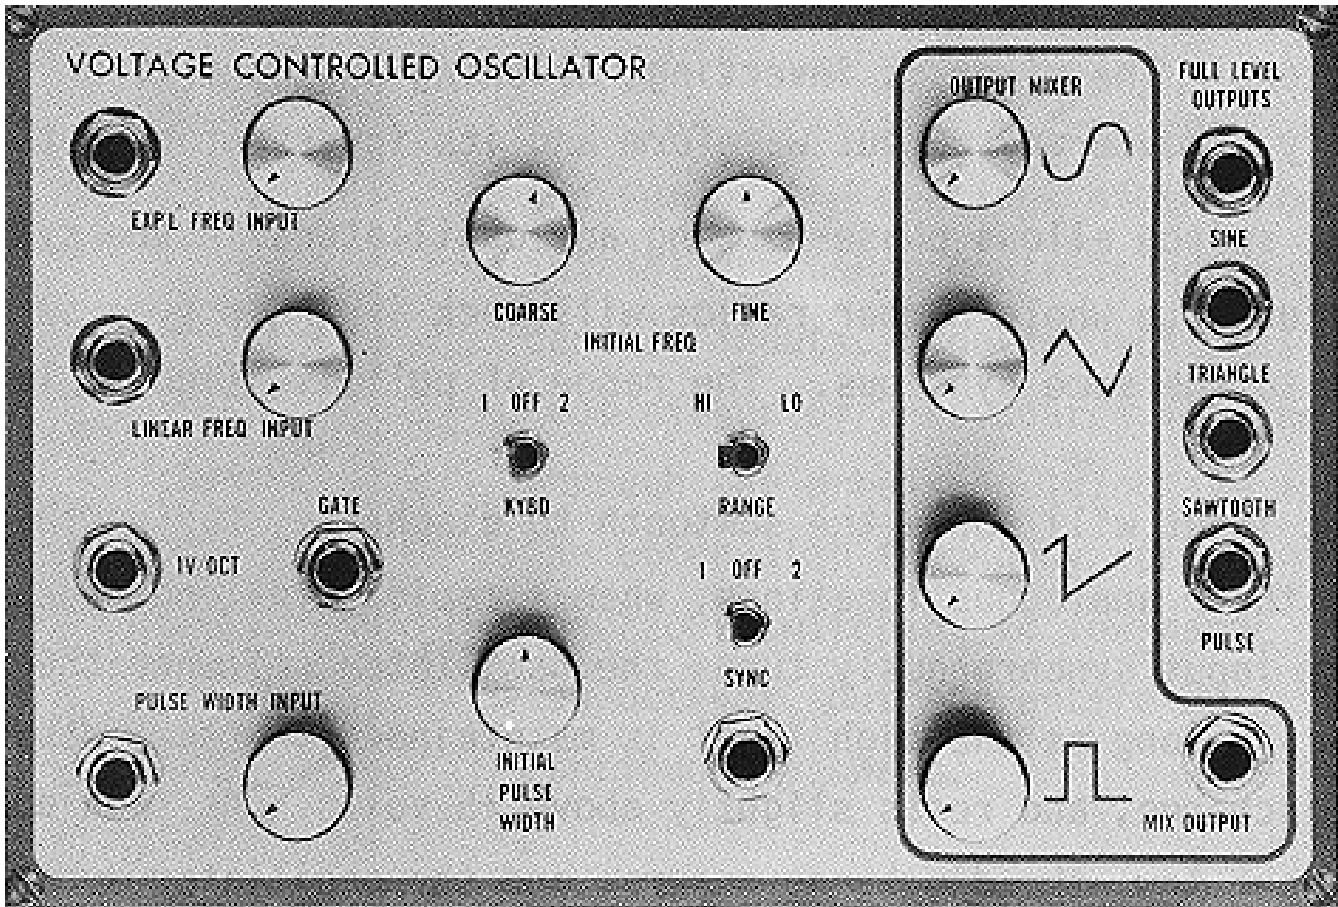 VOLTAGE CONTROLLED OSCILLATOR
EXPL FREQ INPUT
LINEAR FREQ INPUT
GATE
1V/OCT
PULSE WIDTH INPUT
COARSE
FINE
INITIAL FREQ
1 OFF 2
KYBD
HI LO
RANGE
1 OFF 2
SYNC
INITIAL
PULSE
WIDTH
OUTPUT MIXER
FULL LEVEL
OUTPUTS
SINE
TRIANGLE
SAWTOOTH
PULSE
MIX OUTPUT